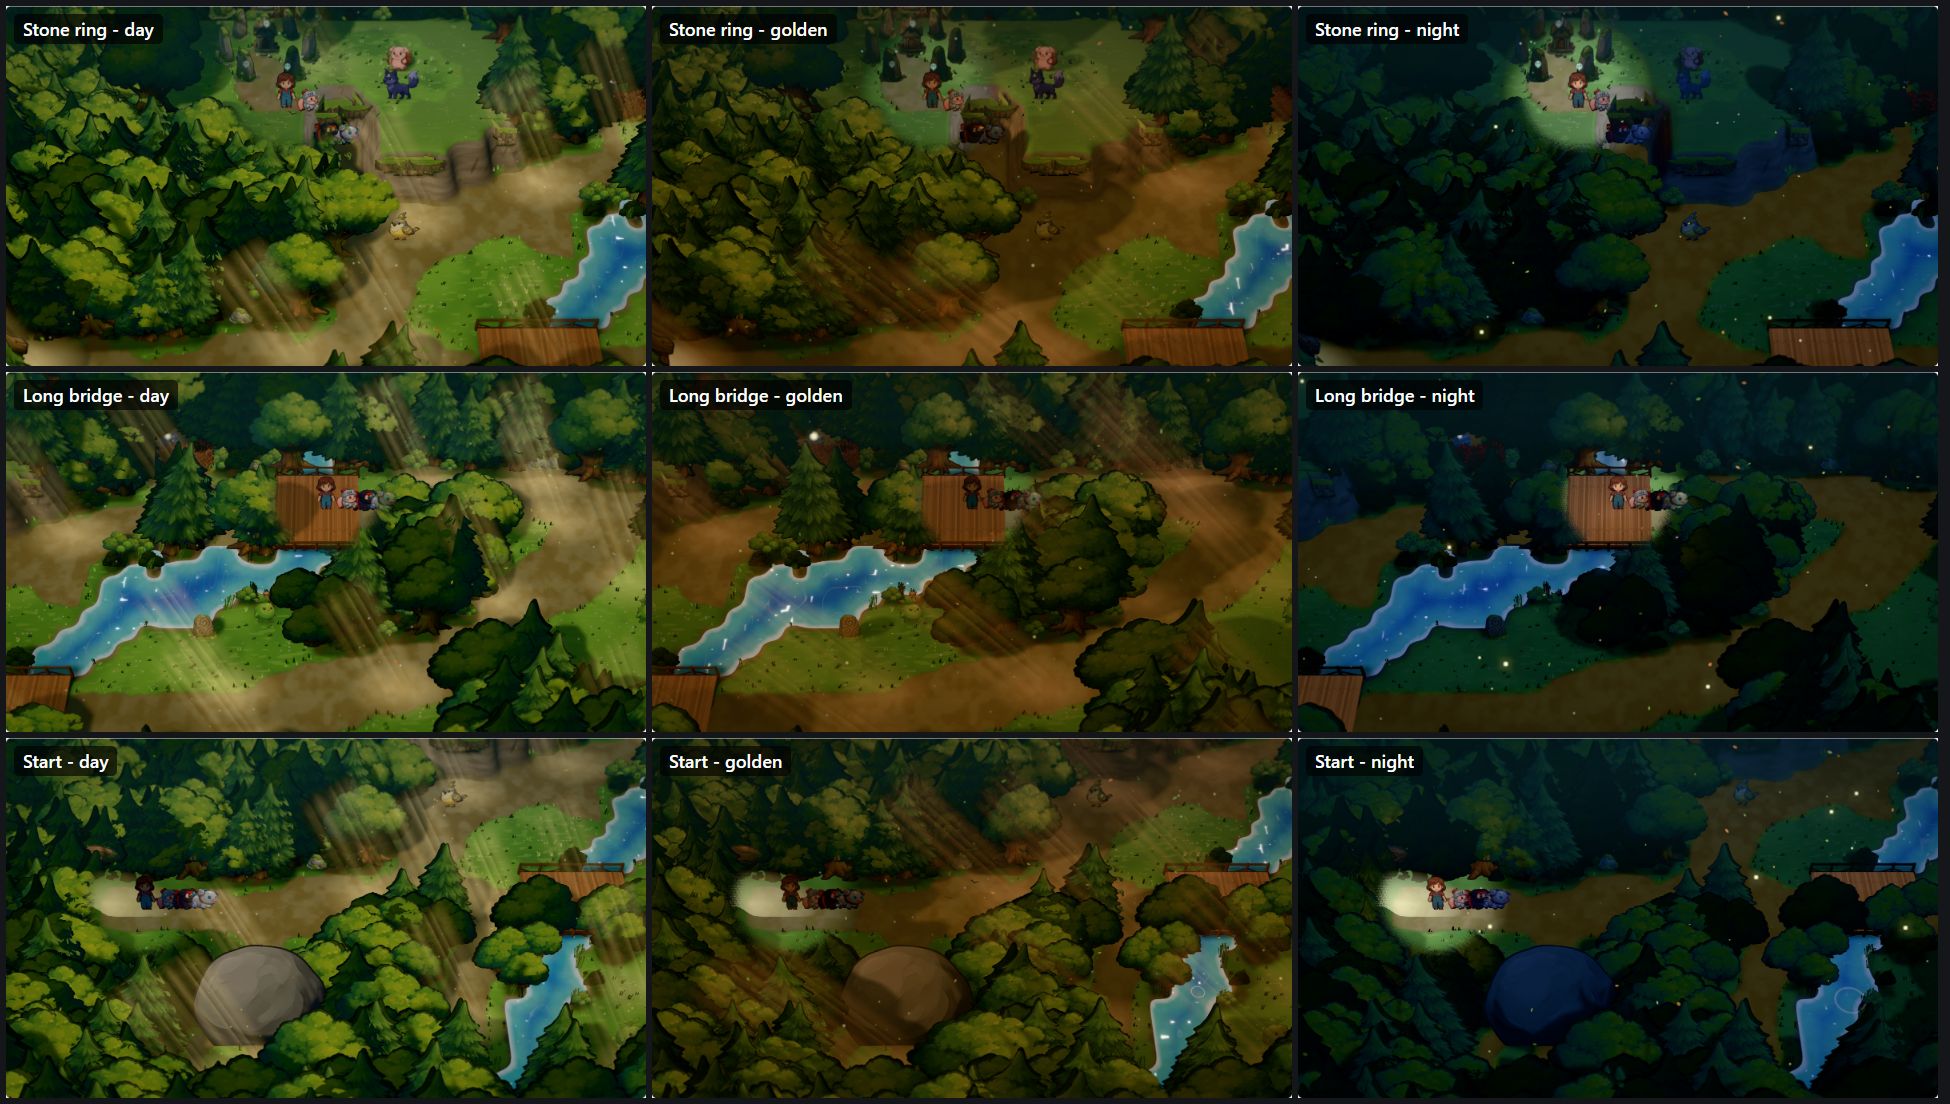 Stone ring - day
Stone ring - golden
Stone ring - night
Long bridge - day
Long bridge - golden
Long bridge - night
Start - day
Start - golden
Start - night